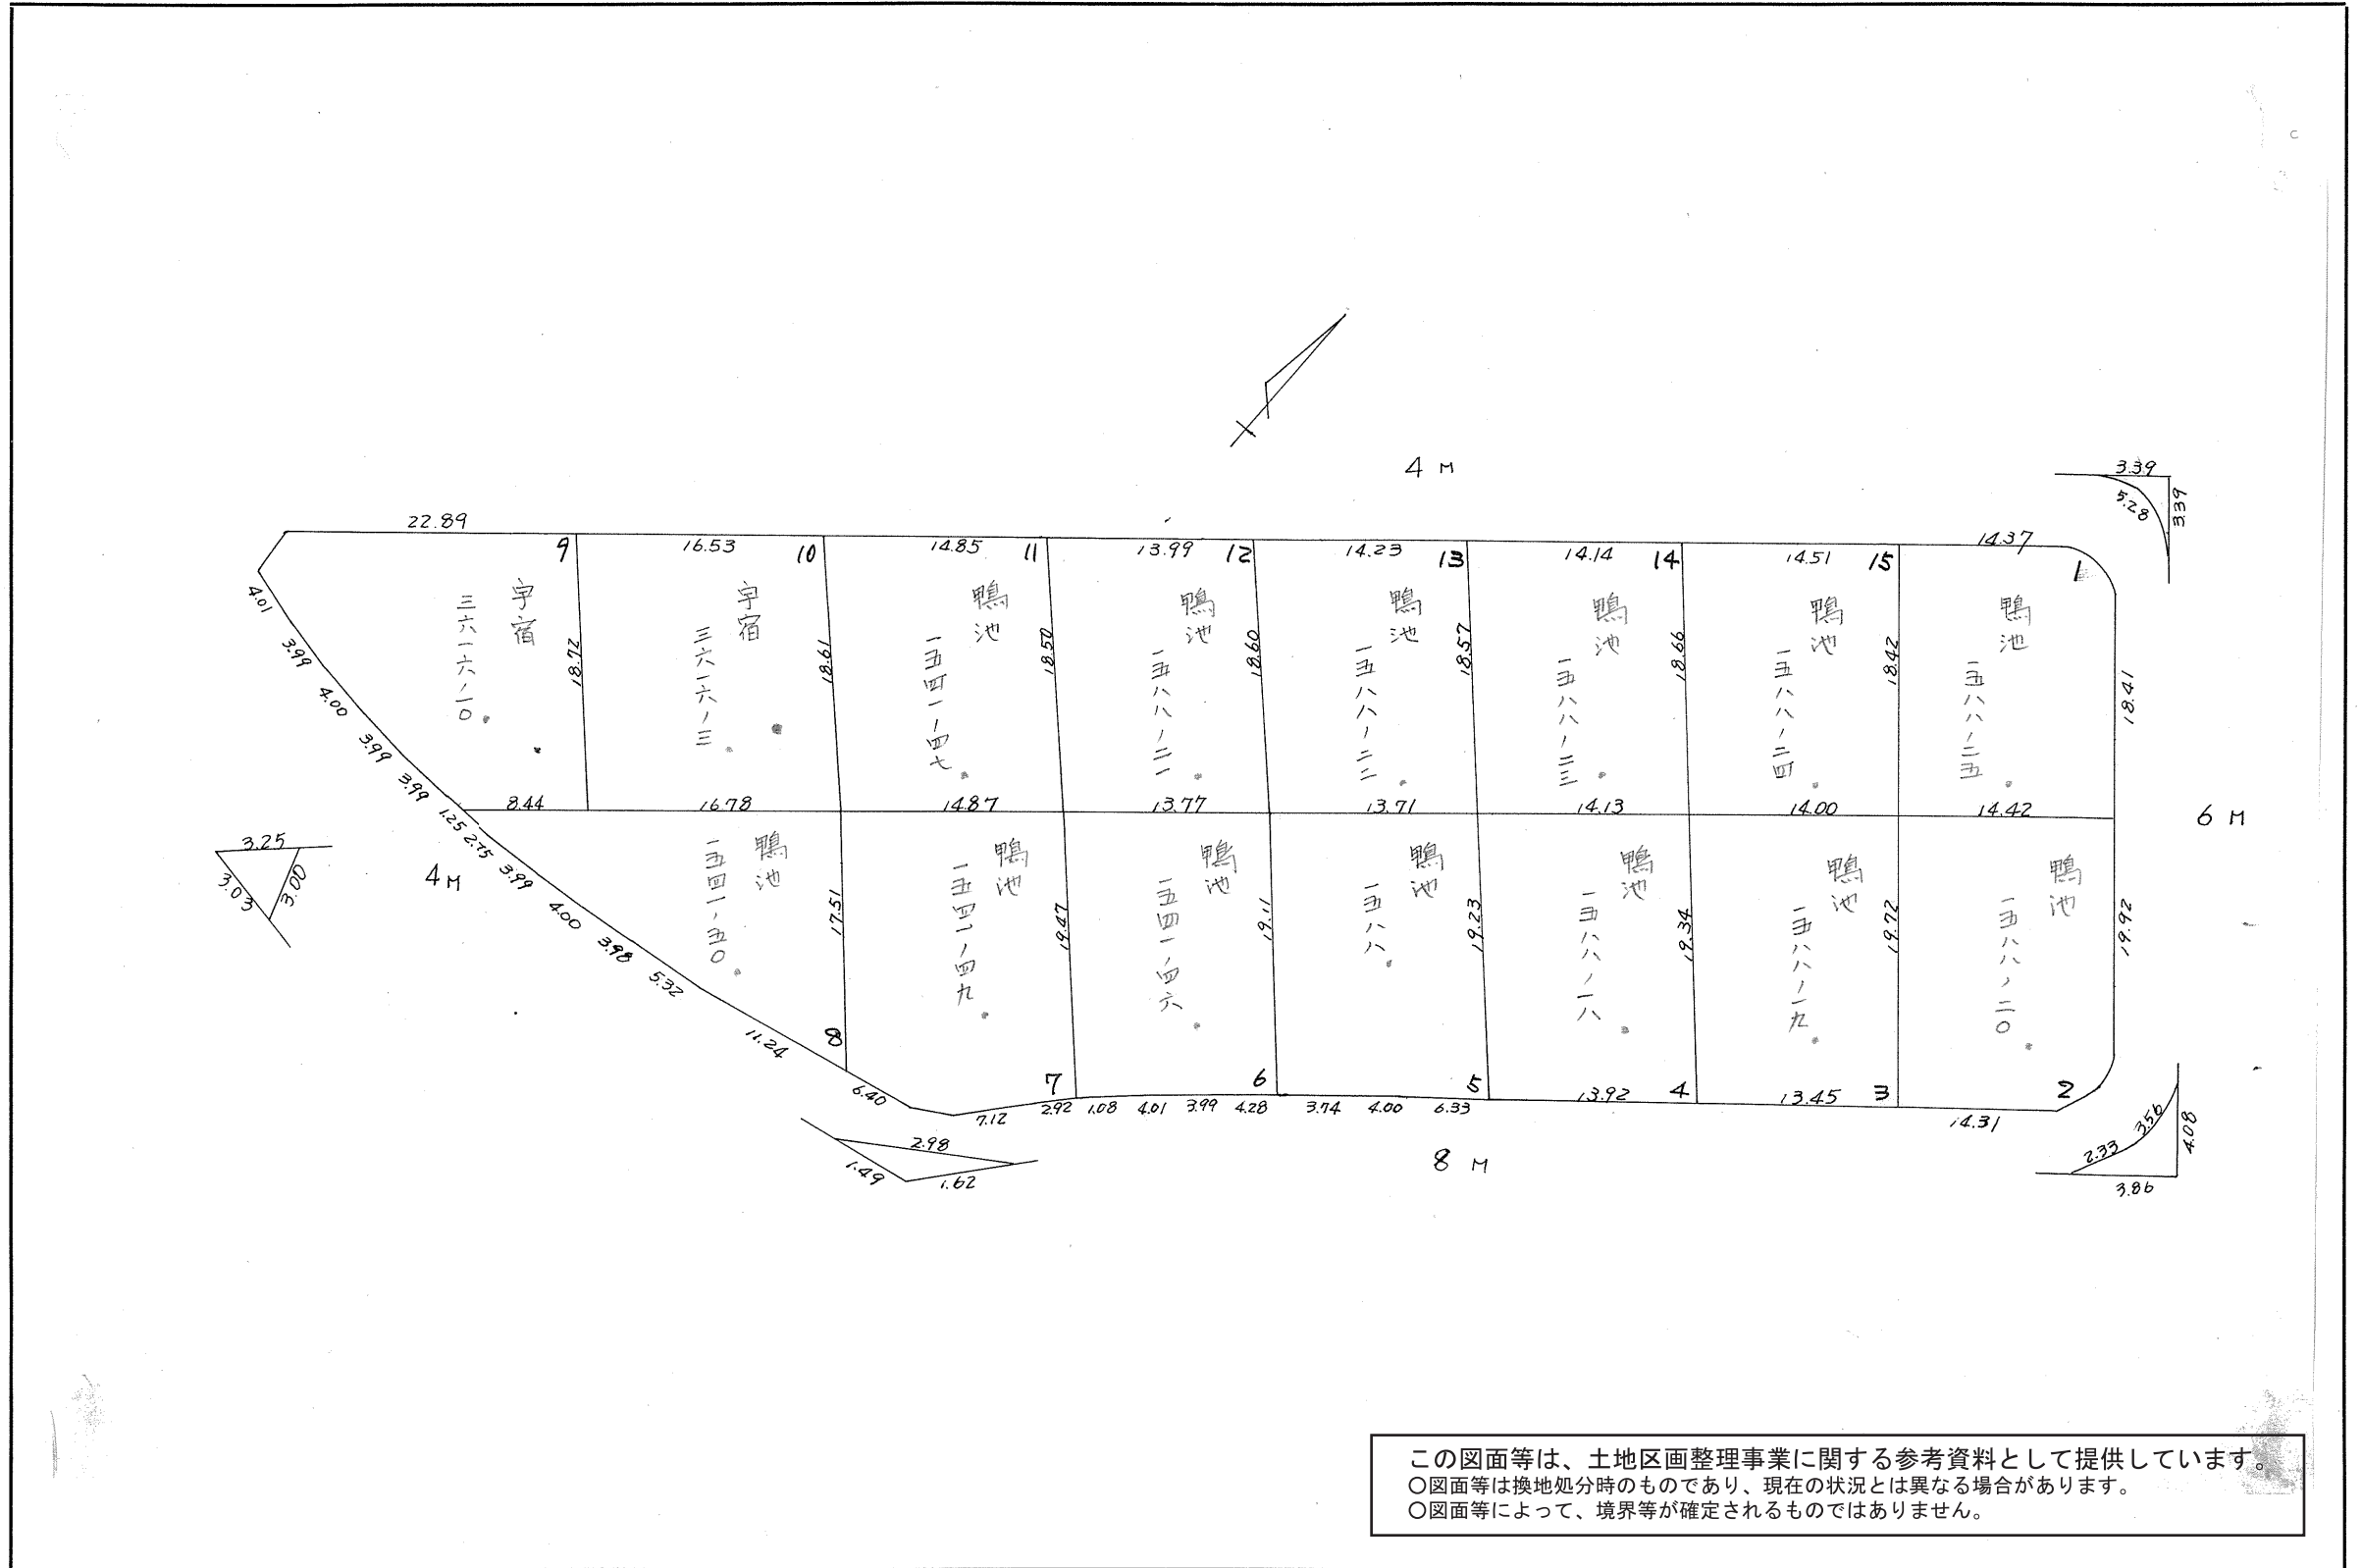 4 M
3.39
3.39
5.28
22.89
16.53
14.85
13.99
14.23
14.14
14.51
14.37
9
10
11
12
13
14
15
1
4.01
3.99
4.00
3.99
3.99
1.25
2.75
3.99
4.00
3.98
5.32
11.24
6.40
宇宿
三六一六ノ一〇
18.72
宇宿
三六一六ノ三
18.61
鴨池
一五四一ノ四七
18.50
鴨池
一五八八ノ二一
18.60
鴨池
一五八八ノ二二
18.57
鴨池
一五八八ノ二三
18.66
鴨池
一五八八ノ二四
18.42
鴨池
一五八八ノ二五
18.41
8.44
16.78
14.87
13.77
13.71
14.13
14.00
14.42
6 M
3.25
3.03
3.00
4 M
鴨池
一五四一ノ五〇
17.51
鴨池
一五四一ノ四九
19.47
鴨池
一五四一ノ四六
19.11
鴨池
一五八八
19.23
鴨池
一五八八ノ一八
19.34
鴨池
一五八八ノ一九
19.72
鴨池
一五八八ノ二〇
19.92
8
7
6
5
4
3
2
7.12
2.92
1.08
4.01
3.99
4.28
3.74
4.00
6.33
13.92
13.45
14.31
2.98
1.49
1.62
8 M
2.33
3.56
4.08
3.86
この図面等は、土地区画整理事業に関する参考資料として提供しています。
〇図面等は換地処分時のものであり、現在の状況とは異なる場合があります。
〇図面等によって、境界等が確定されるものではありません。